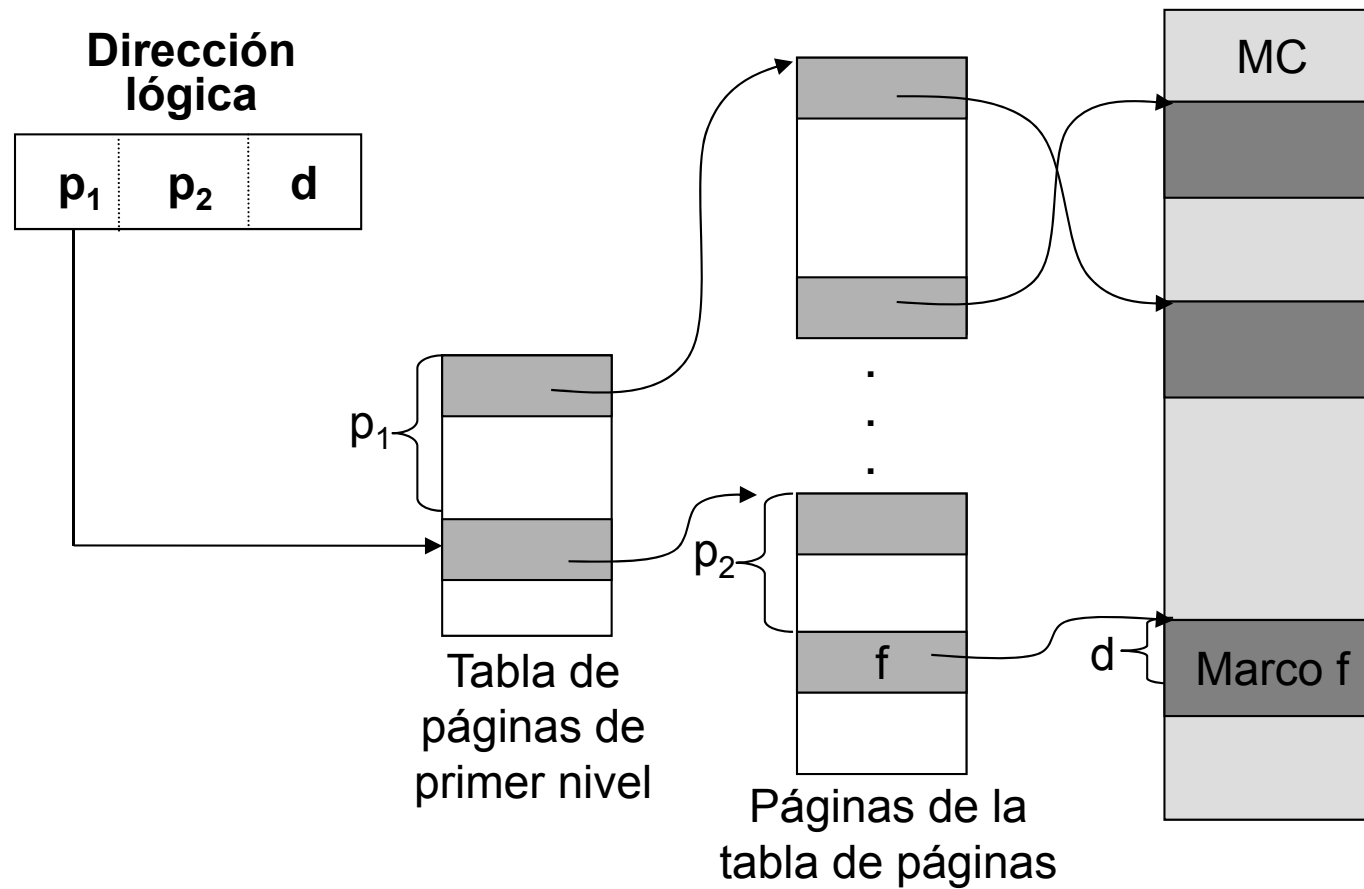 Dirección
lógica
p₁ p₂ d
MC
p₁
Tabla de
páginas de
primer nivel
.
.
.
p₂
f
Páginas de la
tabla de páginas
d
Marco f